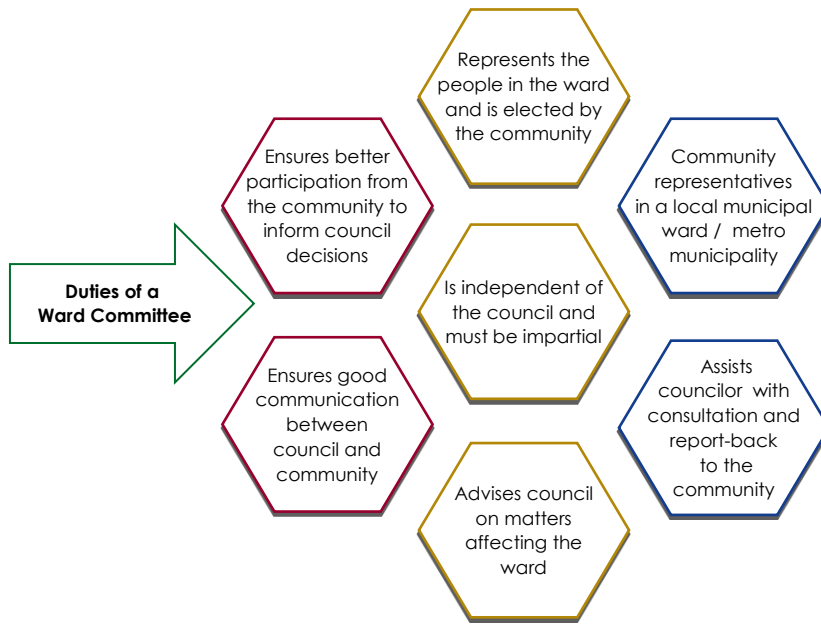 Duties of a
Ward Committee
Ensures better
participation from
the community to
inform council
decisions
Ensures good
communication
between
council and
community
Represents the
people in the ward
and is elected by
the community
Is independent of
the council and
must be impartial
Advises council
on matters
affecting the
ward
Community
representatives
in a local municipal
ward / metro
municipality
Assists
councilor with
consultation and
report-back
to the
community